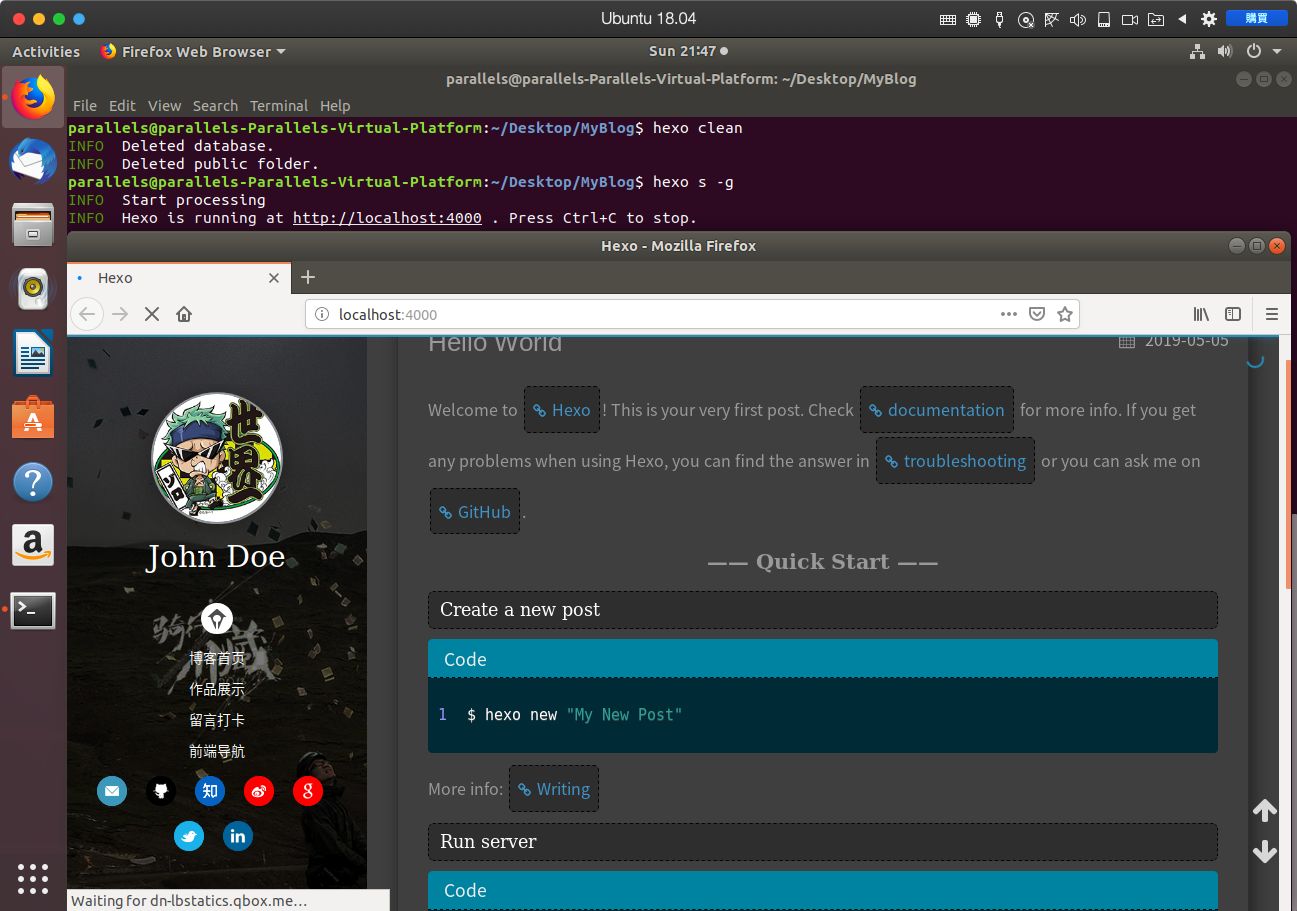 Ubuntu 18.04
購買
Activities
Firefox Web Browser
Sun 21:47
parallels@parallels-Parallels-Virtual-Platform: ~/Desktop/MyBlog
File Edit View Search Terminal Help
parallels@parallels-Parallels-Virtual-Platform:~/Desktop/MyBlog$ hexo clean
INFO  Deleted database.
INFO  Deleted public folder.
parallels@parallels-Parallels-Virtual-Platform:~/Desktop/MyBlog$ hexo s -g
INFO  Start processing
INFO  Hexo is running at http://localhost:4000 . Press Ctrl+C to stop.
Hexo - Mozilla Firefox
Hexo
localhost:4000
世界一
ゾロ
John Doe
博客首页
作品展示
留言打卡
前端导航
知
g
in
Hello World
2019-05-05
Welcome to Hexo ! This is your very first post. Check documentation for more info. If you get
any problems when using Hexo, you can find the answer in troubleshooting or you can ask me on
GitHub .
—— Quick Start ——
Create a new post
Code
1 $ hexo new "My New Post"
More info: Writing
Run server
Code
Waiting for dn-lbstatics.qbox.me…